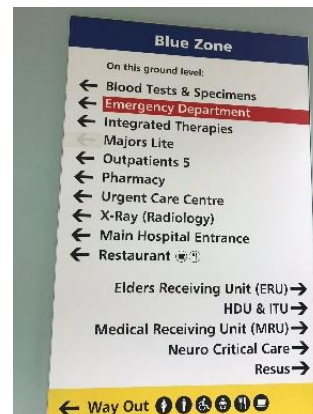 Blue Zone
On this ground level:
← Blood Tests & Specimens
← Emergency Department
← Integrated Therapies
← Majors Lite
← Outpatients 5
← Pharmacy
← Urgent Care Centre
← X-Ray (Radiology)
← Main Hospital Entrance
← Restaurant
Elders Receiving Unit (ERU) →
HDU & ITU →
Medical Receiving Unit (MRU) →
Neuro Critical Care →
Resus →
← Way Out